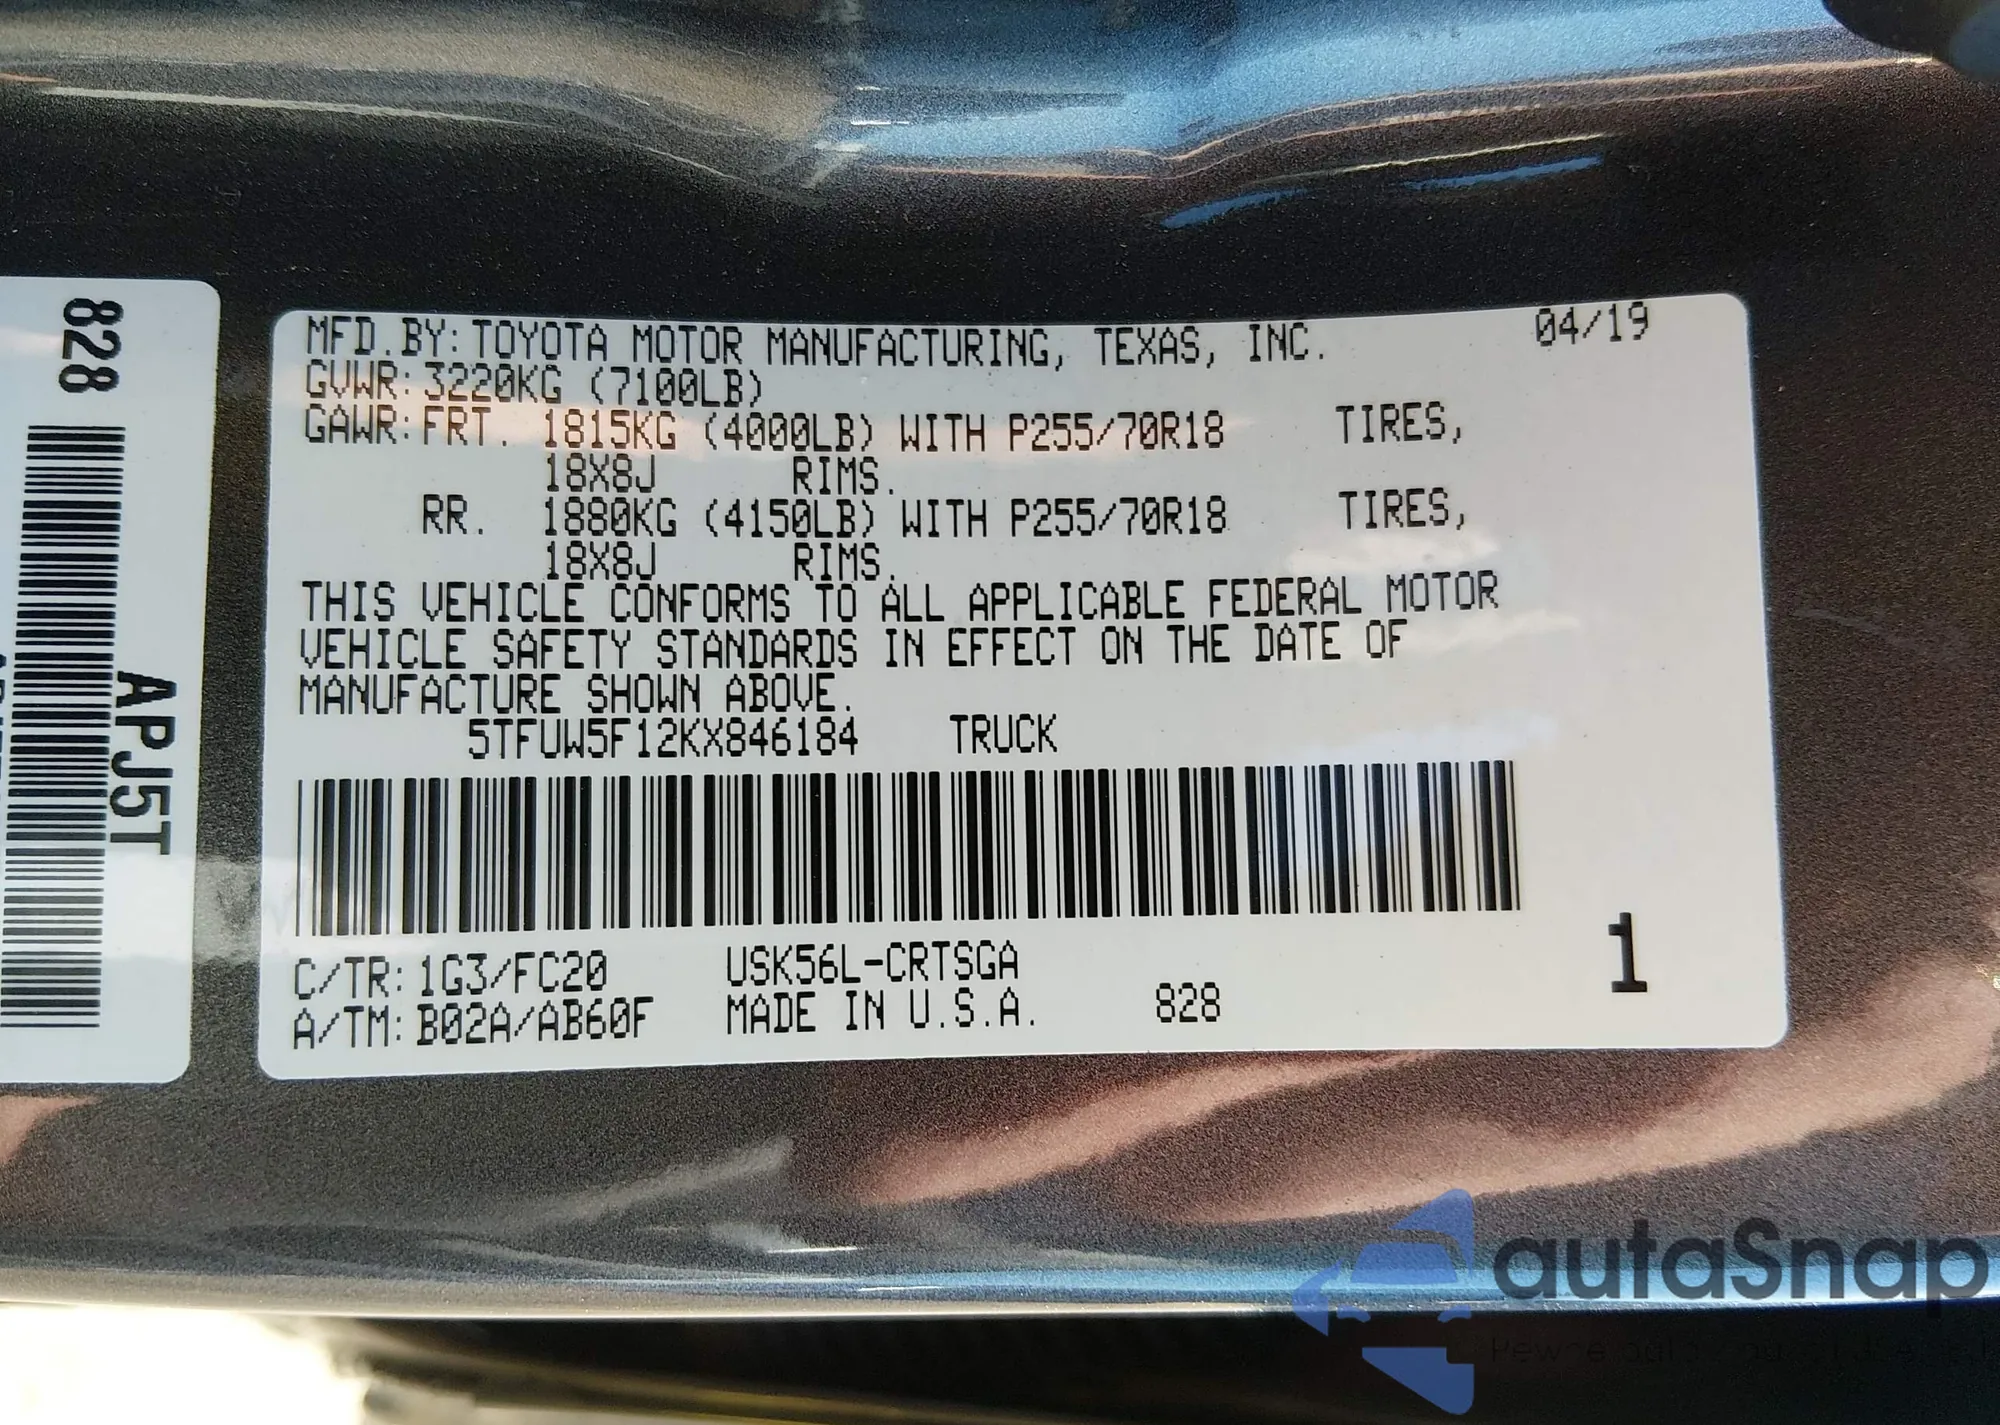 828
APJ5T
MFD.BY: TOYOTA MOTOR MANUFACTURING, TEXAS, INC. 04/19
GVWR: 3220KG (7100LB)
GAWR: FRT. 1815KG (4000LB) WITH P255/70R18 TIRES,
18X8J RIMS.
RR. 1880KG (4150LB) WITH P255/70R18 TIRES,
18X8J RIMS.
THIS VEHICLE CONFORMS TO ALL APPLICABLE FEDERAL MOTOR
VEHICLE SAFETY STANDARDS IN EFFECT ON THE DATE OF
MANUFACTURE SHOWN ABOVE.
5TFUW5F12KX846184 TRUCK
C/TR: 1G3/FC20 USK56L-CRTSGA
A/TM: B02A/AB60F MADE IN U.S.A. 828
1
autaSnap